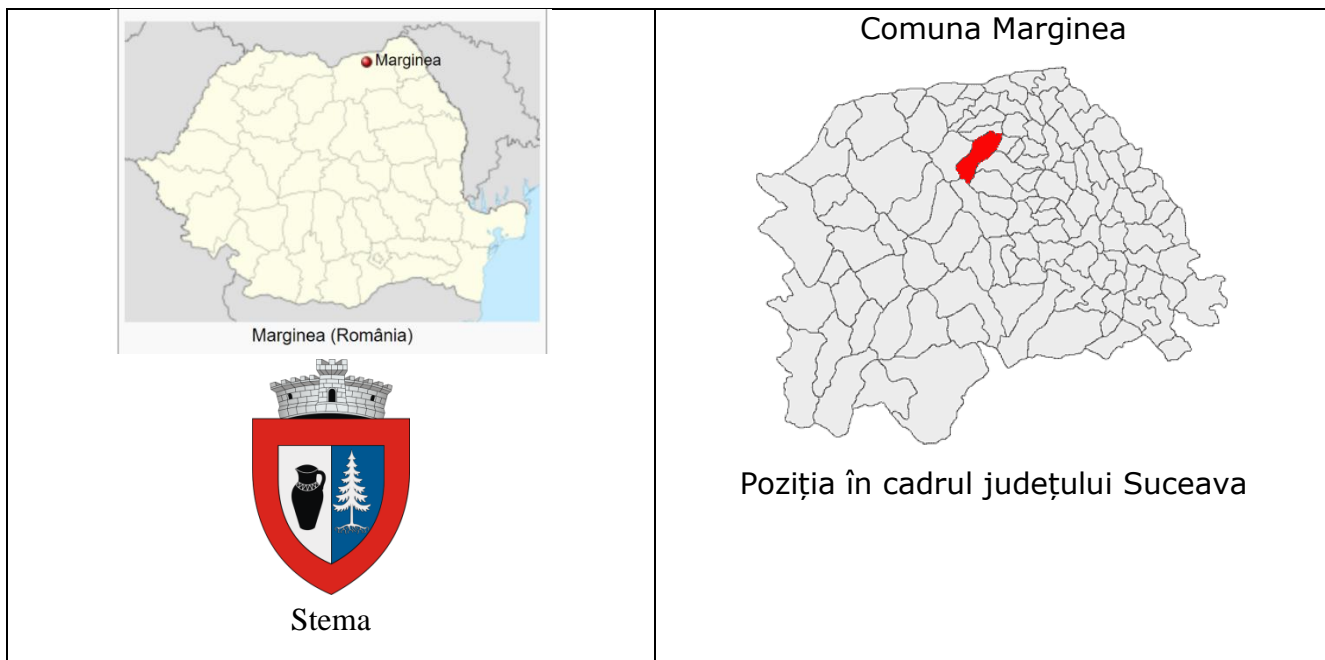 Marginea
Marginea (România)
Stema
Comuna Marginea
Poziția în cadrul județului Suceava